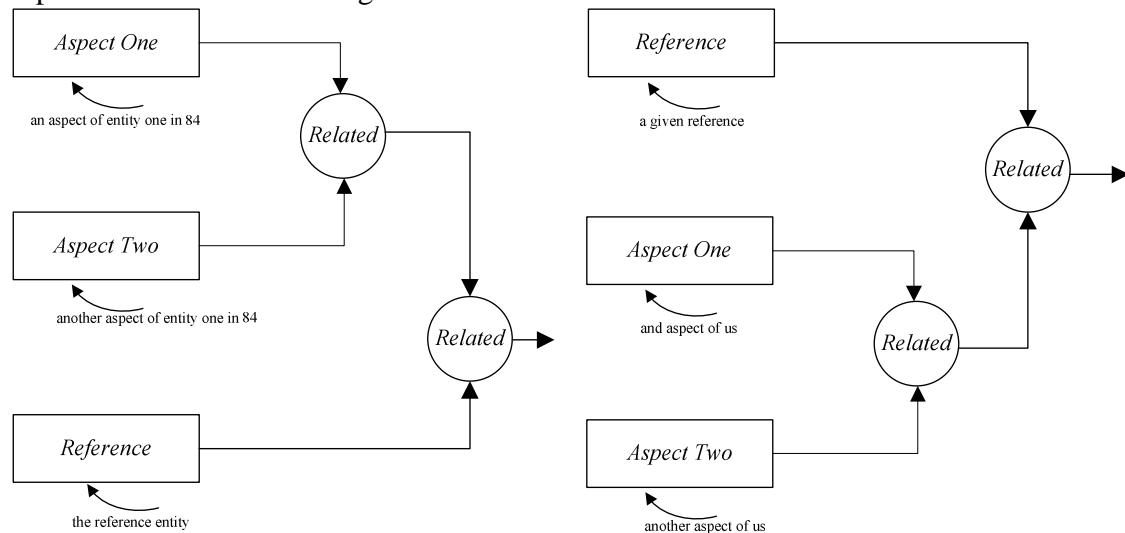 Aspect One
an aspect of entity one in 84
Related
Aspect Two
another aspect of entity one in 84
Related
Reference
the reference entity
Reference
a given reference
Related
Aspect One
and aspect of us
Related
Aspect Two
another aspect of us